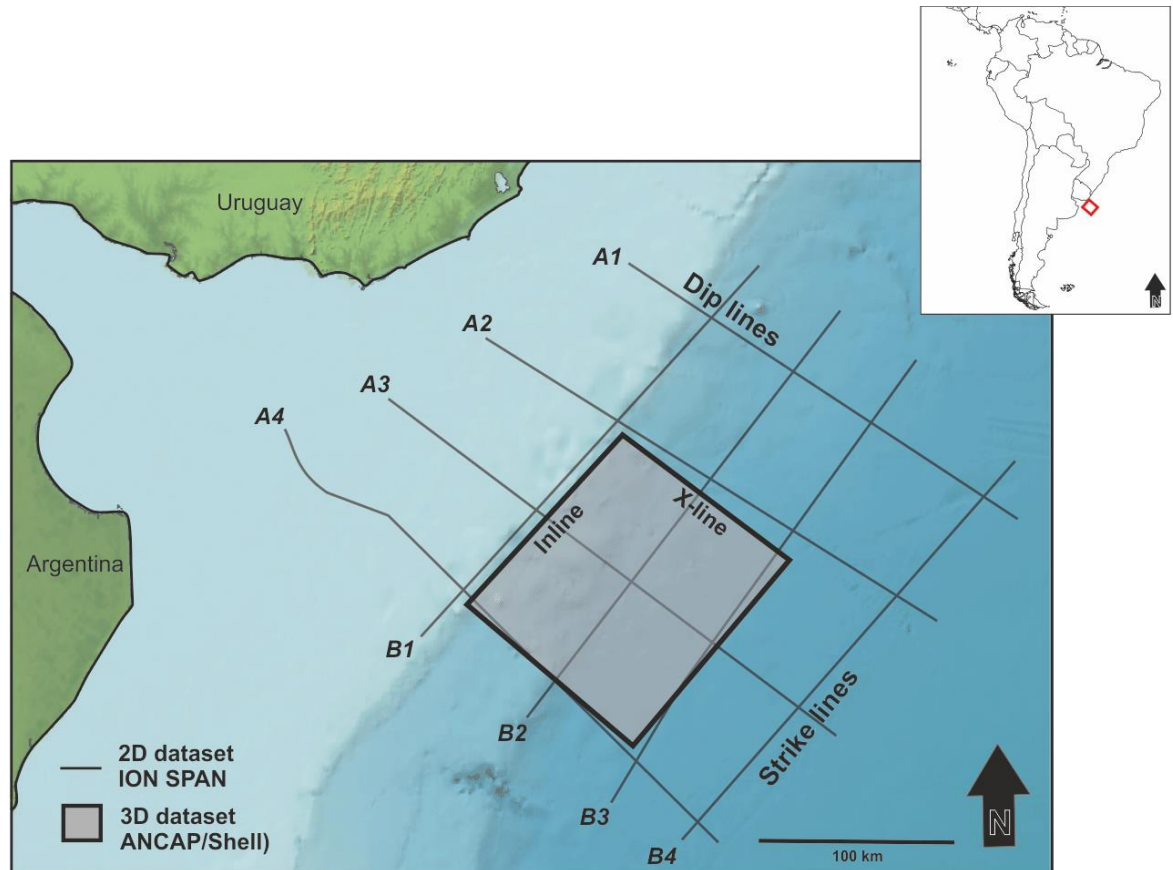 N
Uruguay
A1
Dip lines
A2
A3
A4
X-line
Inline
Argentina
B1
B2
Strike lines
B3
B4
2D dataset
ION SPAN
3D dataset
ANCAP/Shell)
N
100 km